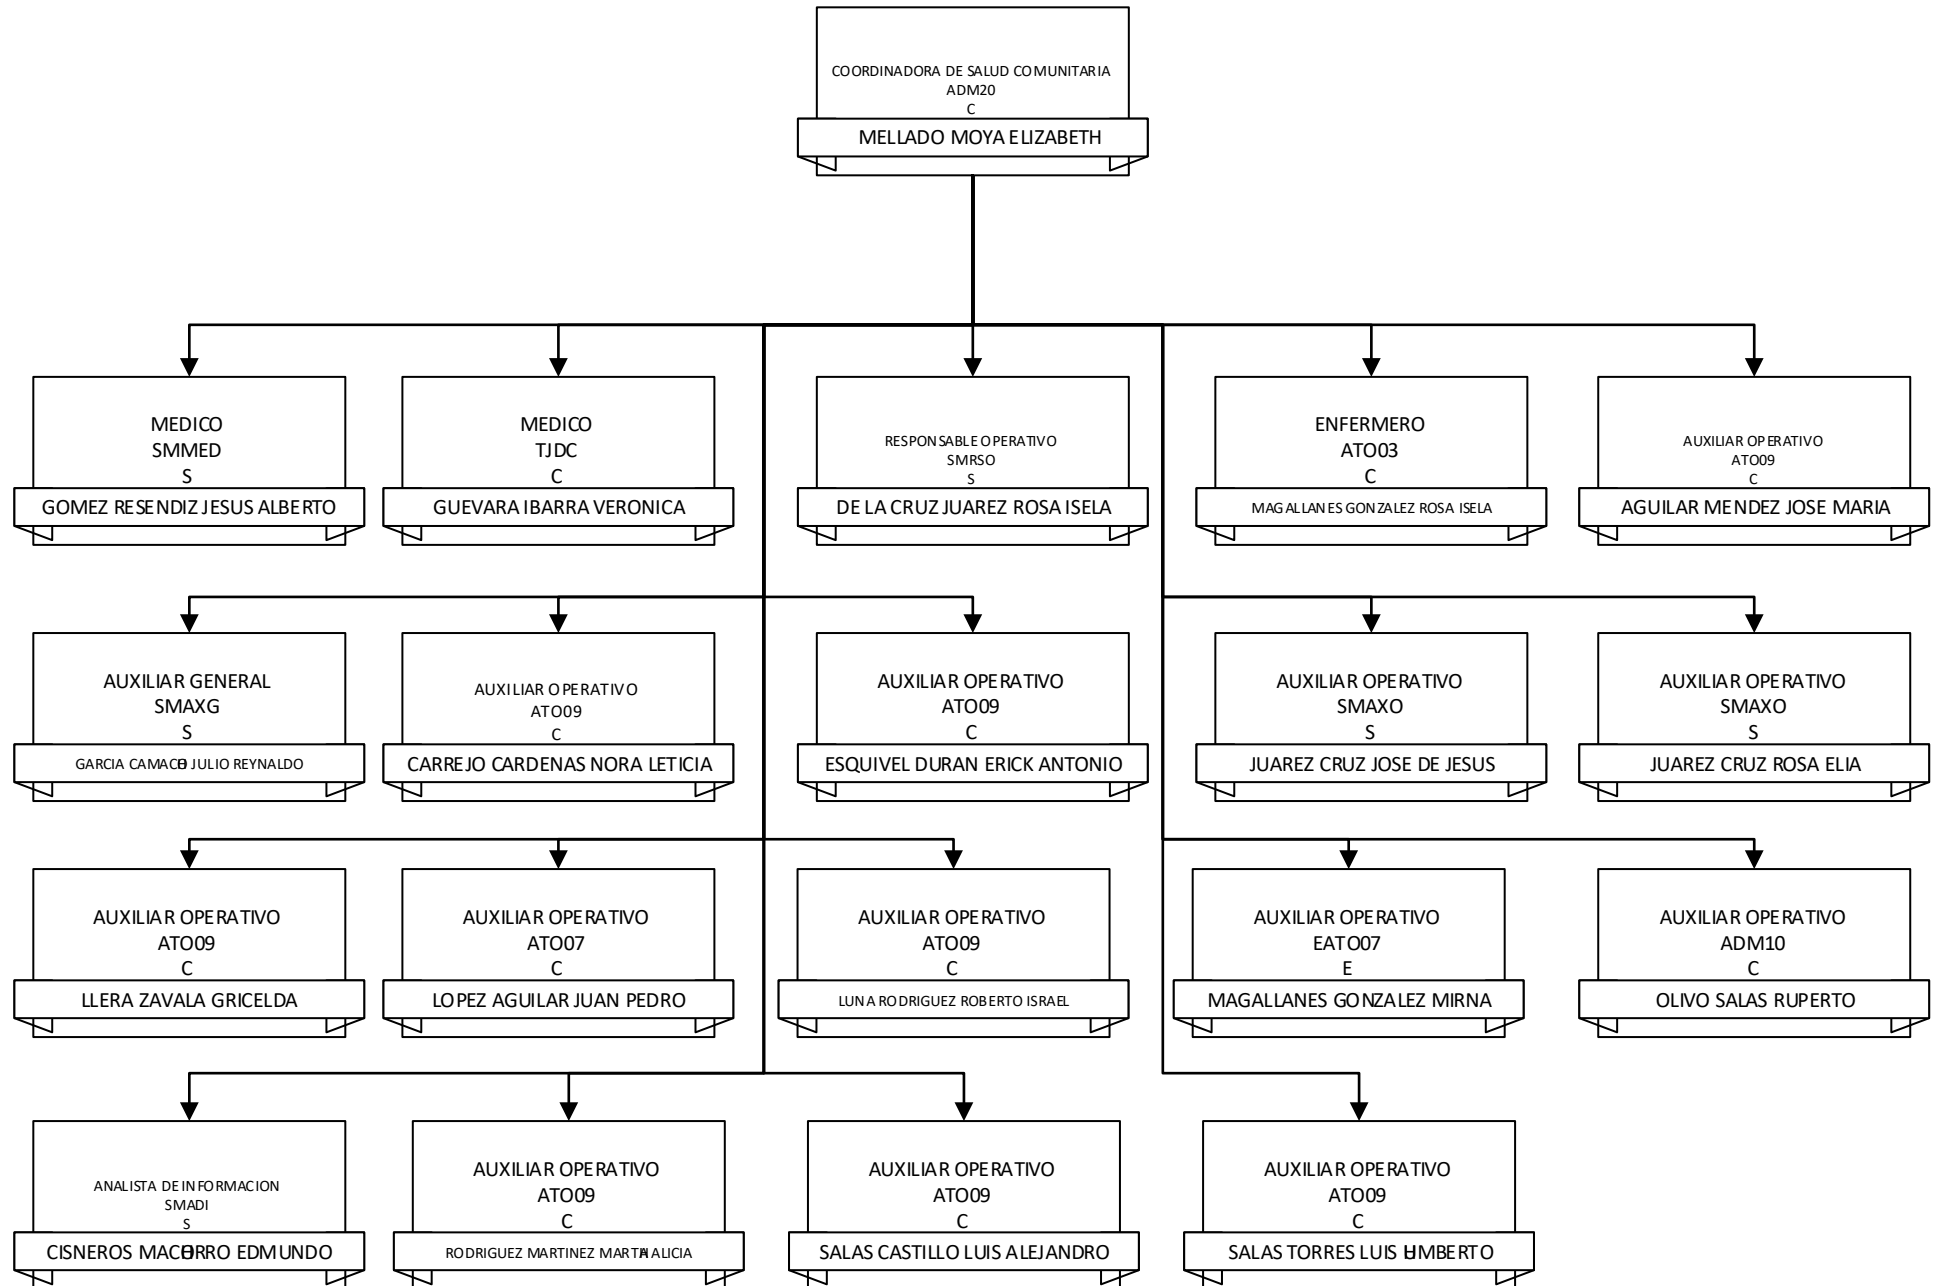 COORDINADORA DE SALUD COMUNITARIA
ADM20
C
MELLADO MOYA ELIZABETH
MEDICO
SMMED
S
GOMEZ RESENDIZ JESUS ALBERTO
MEDICO
TJDC
C
GUEVARA IBARRA VERONICA
RESPONSABLE OPERATIVO
SMRSO
S
DE LA CRUZ JUAREZ ROSA ISELA
ENFERMERO
ATO03
C
MAGALLANES GONZALEZ ROSA ISELA
AUXILIAR OPERATIVO
ATO09
C
AGUILAR MENDEZ JOSE MARIA
AUXILIAR GENERAL
SMAXG
S
GARCIA CAMACHO JULIO REYNALDO
AUXILIAR OPERATIVO
ATO09
C
CARREJO CARDENAS NORA LETICIA
AUXILIAR OPERATIVO
ATO09
C
ESQUIVEL DURAN ERICK ANTONIO
AUXILIAR OPERATIVO
SMAXO
S
JUAREZ CRUZ JOSE DE JESUS
AUXILIAR OPERATIVO
SMAXO
S
JUAREZ CRUZ ROSA ELIA
AUXILIAR OPERATIVO
ATO09
C
LLERA ZAVALA GRICELDA
AUXILIAR OPERATIVO
ATO07
C
LOPEZ AGUILAR JUAN PEDRO
AUXILIAR OPERATIVO
ATO09
C
LUNA RODRIGUEZ ROBERTO ISRAEL
AUXILIAR OPERATIVO
EATO07
E
MAGALLANES GONZALEZ MIRNA
AUXILIAR OPERATIVO
ADM10
C
OLIVO SALAS RUPERTO
ANALISTA DE INFORMACION
SMADI
S
CISNEROS MACHORRO EDMUNDO
AUXILIAR OPERATIVO
ATO09
C
RODRIGUEZ MARTINEZ MARTHA ALICIA
AUXILIAR OPERATIVO
ATO09
C
SALAS CASTILLO LUIS ALEJANDRO
AUXILIAR OPERATIVO
ATO09
C
SALAS TORRES LUIS HUMBERTO